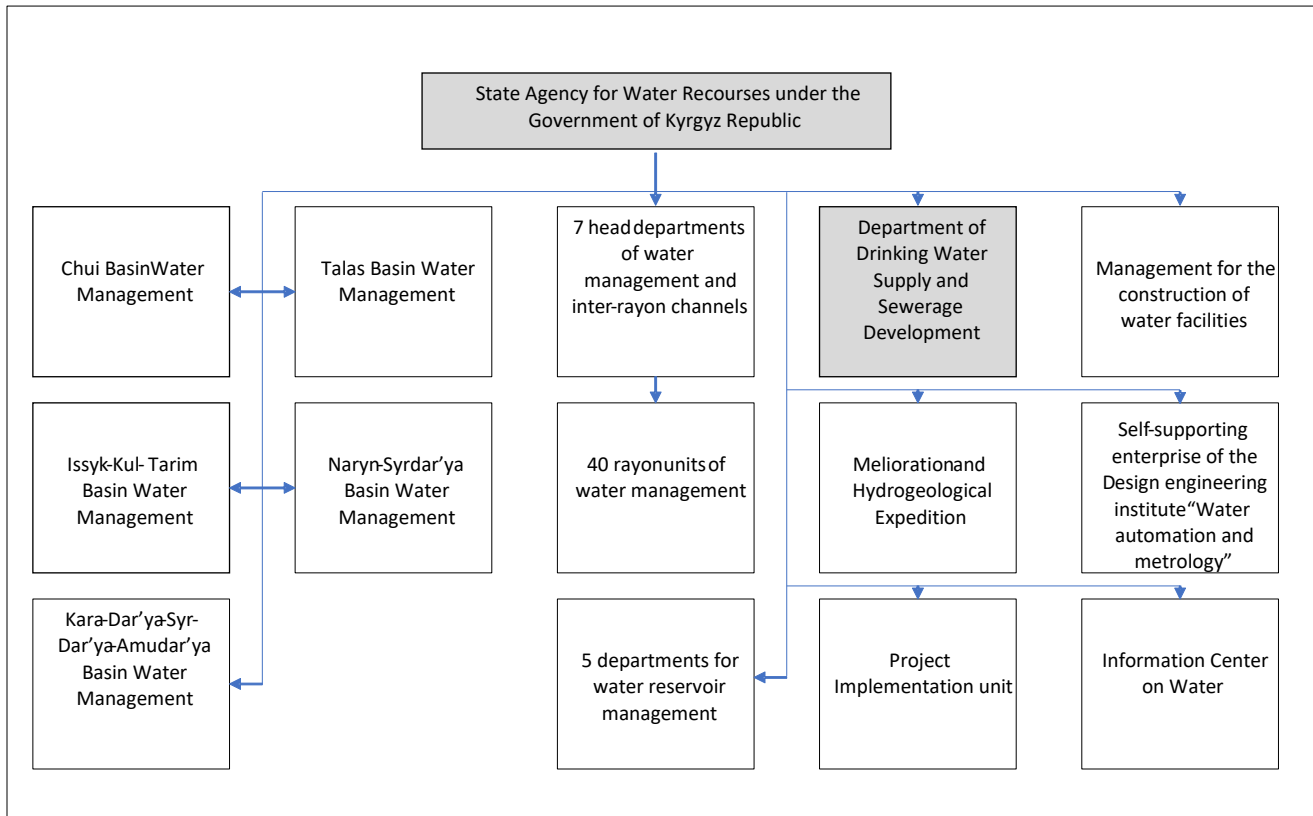 State Agency for Water Recourses under the
Government of Kyrgyz Republic
Chui BasinWater
Management
Talas Basin Water
Management
7 head departments
of water
management and
inter-rayon channels
Department of
Drinking Water
Supply and
Sewerage
Development
Management for the
construction of
water facilities
Issyk-Kul- Tarim
Basin Water
Management
Naryn-Syrdar’ya
Basin Water
Management
40 rayon units of
water management
Meliorationand
Hydrogeological
Expedition
Self-supporting
enterprise of the
Design engineering
institute“Water
automation and
metrology”
Kara-Dar’ya-Syr-
Dar’ya-Amudar’ya
Basin Water
Management
5 departments for
water reservoir
management
Project
Implementation unit
Information Center
on Water